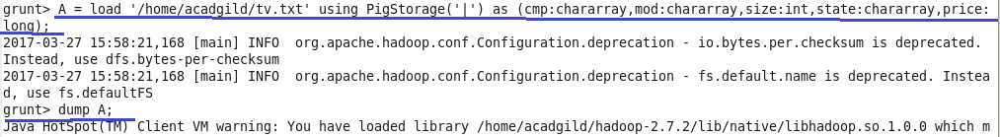 grunt> A = load '/home/acadgild/tv.txt' using PigStorage('|') as (cmp:chararray,mod:chararray,size:int,state:chararray,price:
long);
2017-03-27 15:58:21,168 [main] INFO  org.apache.hadoop.conf.Configuration.deprecation - io.bytes.per.checksum is deprecated.
Instead, use dfs.bytes-per-checksum
2017-03-27 15:58:21,168 [main] INFO  org.apache.hadoop.conf.Configuration.deprecation - fs.default.name is deprecated. Instea
d, use fs.defaultFS
grunt> dump A;
Java HotSpot(TM) Client VM warning: You have loaded library /home/acadgild/hadoop-2.7.2/lib/native/libhadoop.so.1.0.0 which m